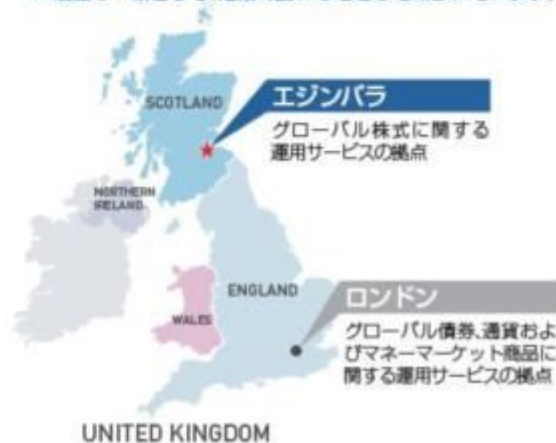 SCOTLAND
エジンバラ
グローバル株式に関する
運用サービスの拠点
NORTHERN
IRELAND
ENGLAND
WALES
ロンドン
グローバル債券、通貨およ
びマネーマーケット商品に
関する運用サービスの拠点
UNITED KINGDOM